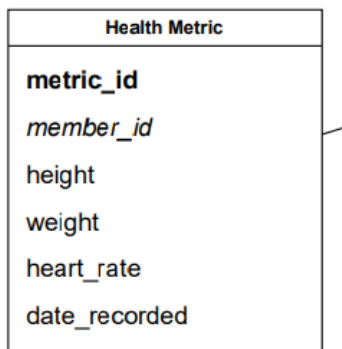 Health Metric
metric_id
member_id
height
weight
heart_rate
date_recorded